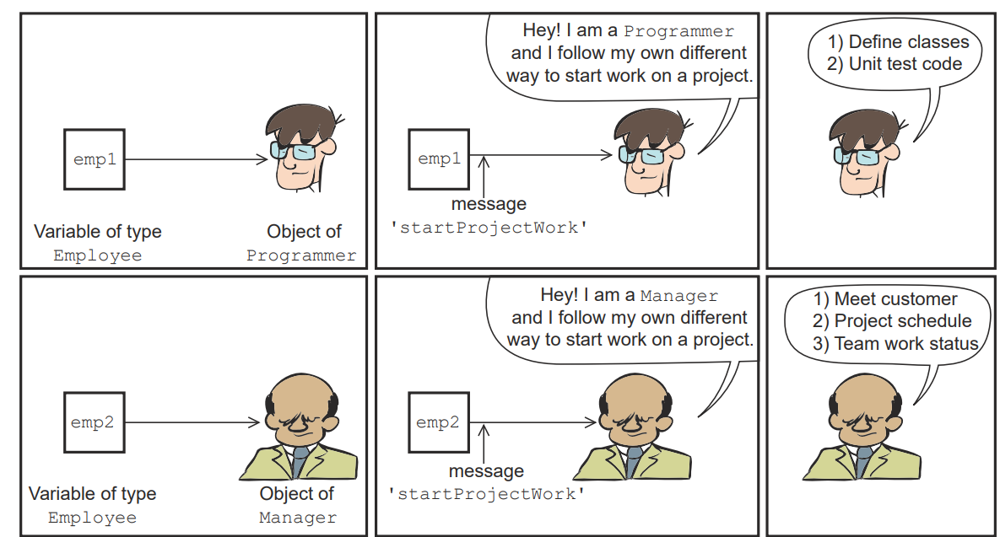 emp1
Variable of type
Employee
Object of
Programmer
Hey! I am a Programmer
and I follow my own different
way to start work on a project.
emp1
message
'startProjectWork'
1) Define classes
2) Unit test code
emp2
Variable of type
Employee
Object of
Manager
Hey! I am a Manager
and I follow my own different
way to start work on a project.
emp2
message
'startProjectWork'
1) Meet customer
2) Project schedule
3) Team work status